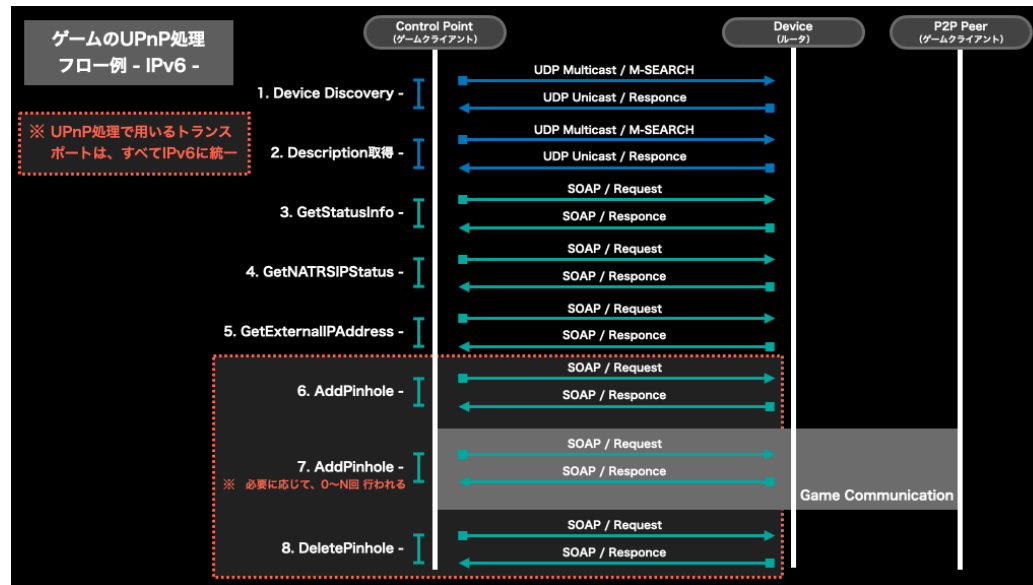 ゲームのUPnP処理
フロー例 - IPv6 -
Control Point
(ゲームクライアント)
Device
(ルータ)
P2P Peer
(ゲームクライアント)
※ UPnP処理で用いるトランス
ポートは、すべてIPv6に統一
1. Device Discovery -
UDP Multicast / M-SEARCH
UDP Unicast / Responce
2. Description取得 -
UDP Multicast / M-SEARCH
UDP Unicast / Responce
3. GetStatusInfo -
SOAP / Request
SOAP / Responce
4. GetNATRSIPStatus -
SOAP / Request
SOAP / Responce
5. GetExternalIPAddress -
SOAP / Request
SOAP / Responce
6. AddPinhole -
SOAP / Request
SOAP / Responce
7. AddPinhole -
※ 必要に応じて、0〜N回 行われる
SOAP / Request
SOAP / Responce
Game Communication
8. DeletePinhole -
SOAP / Request
SOAP / Responce